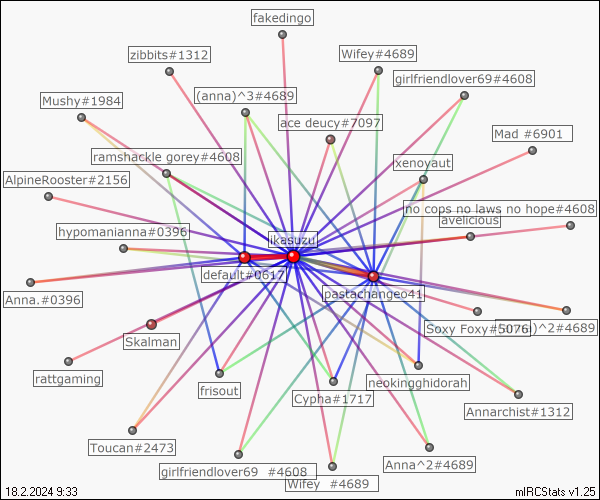 fakedingo
zibbits#1312
Wifey#4689
girlfriendlover69#4608
Mushy#1984
(anna)^3#4689
ace deucy#7097
Mad #6901
ramshackle gorey#4608
xenoyaut
AlpineRooster#2156
no cops no laws no hope#4608
avelicious
hypomanianna#0396
ikasuzu
default#0617
pastachange041
Anna.#0396
Soxy Foxy#5076
)^2#4689
Skalman
rattgaming
frisout
neokingghidorah
Cypha#1717
Annarchist#1312
Toucan#2473
girlfriendlover69 #4608
Anna^2#4689
Wifey #4689
18.2.2024 9:33
mIRCStats v1.25